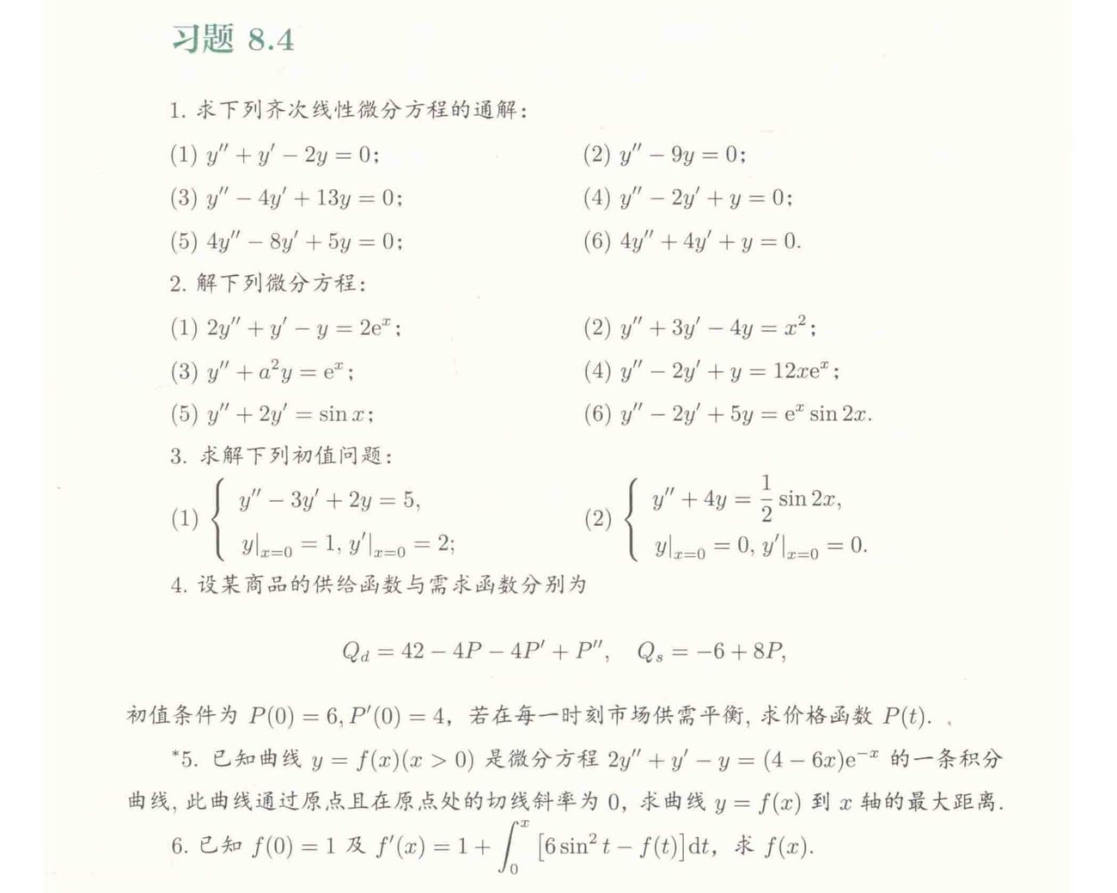 习题 8.4
1. 求下列齐次线性微分方程的通解:
(1) y″ + y′ − 2y = 0; (2) y″ − 9y = 0;
(3) y″ − 4y′ + 13y = 0; (4) y″ − 2y′ + y = 0;
(5) 4y″ − 8y′ + 5y = 0; (6) 4y″ + 4y′ + y = 0.
2. 解下列微分方程:
(1) 2y″ + y′ − y = 2eˣ; (2) y″ + 3y′ − 4y = x²;
(3) y″ + a²y = eˣ; (4) y″ − 2y′ + y = 12xeˣ;
(5) y″ + 2y′ = sin x; (6) y″ − 2y′ + 5y = eˣ sin 2x.
3. 求解下列初值问题:
(1) { y″ − 3y′ + 2y = 5, y|ₓ₌₀ = 1, y′|ₓ₌₀ = 2; (2) { y″ + 4y = 1/2 sin 2x, y|ₓ₌₀ = 0, y′|ₓ₌₀ = 0.
4. 设某商品的供给函数与需求函数分别为
Q_d = 42 − 4P − 4P′ + P″, Q_s = −6 + 8P,
初值条件为 P(0) = 6, P′(0) = 4, 若在每一时刻市场供需平衡, 求价格函数 P(t).
*5. 已知曲线 y = f(x)(x > 0) 是微分方程 2y″ + y′ − y = (4 − 6x)e⁻ˣ 的一条积分
曲线, 此曲线通过原点且在原点处的切线斜率为 0, 求曲线 y = f(x) 到 x 轴的最大距离.
6. 已知 f(0) = 1 及 f′(x) = 1 + ∫₀ˣ [6 sin² t − f(t)]dt, 求 f(x).